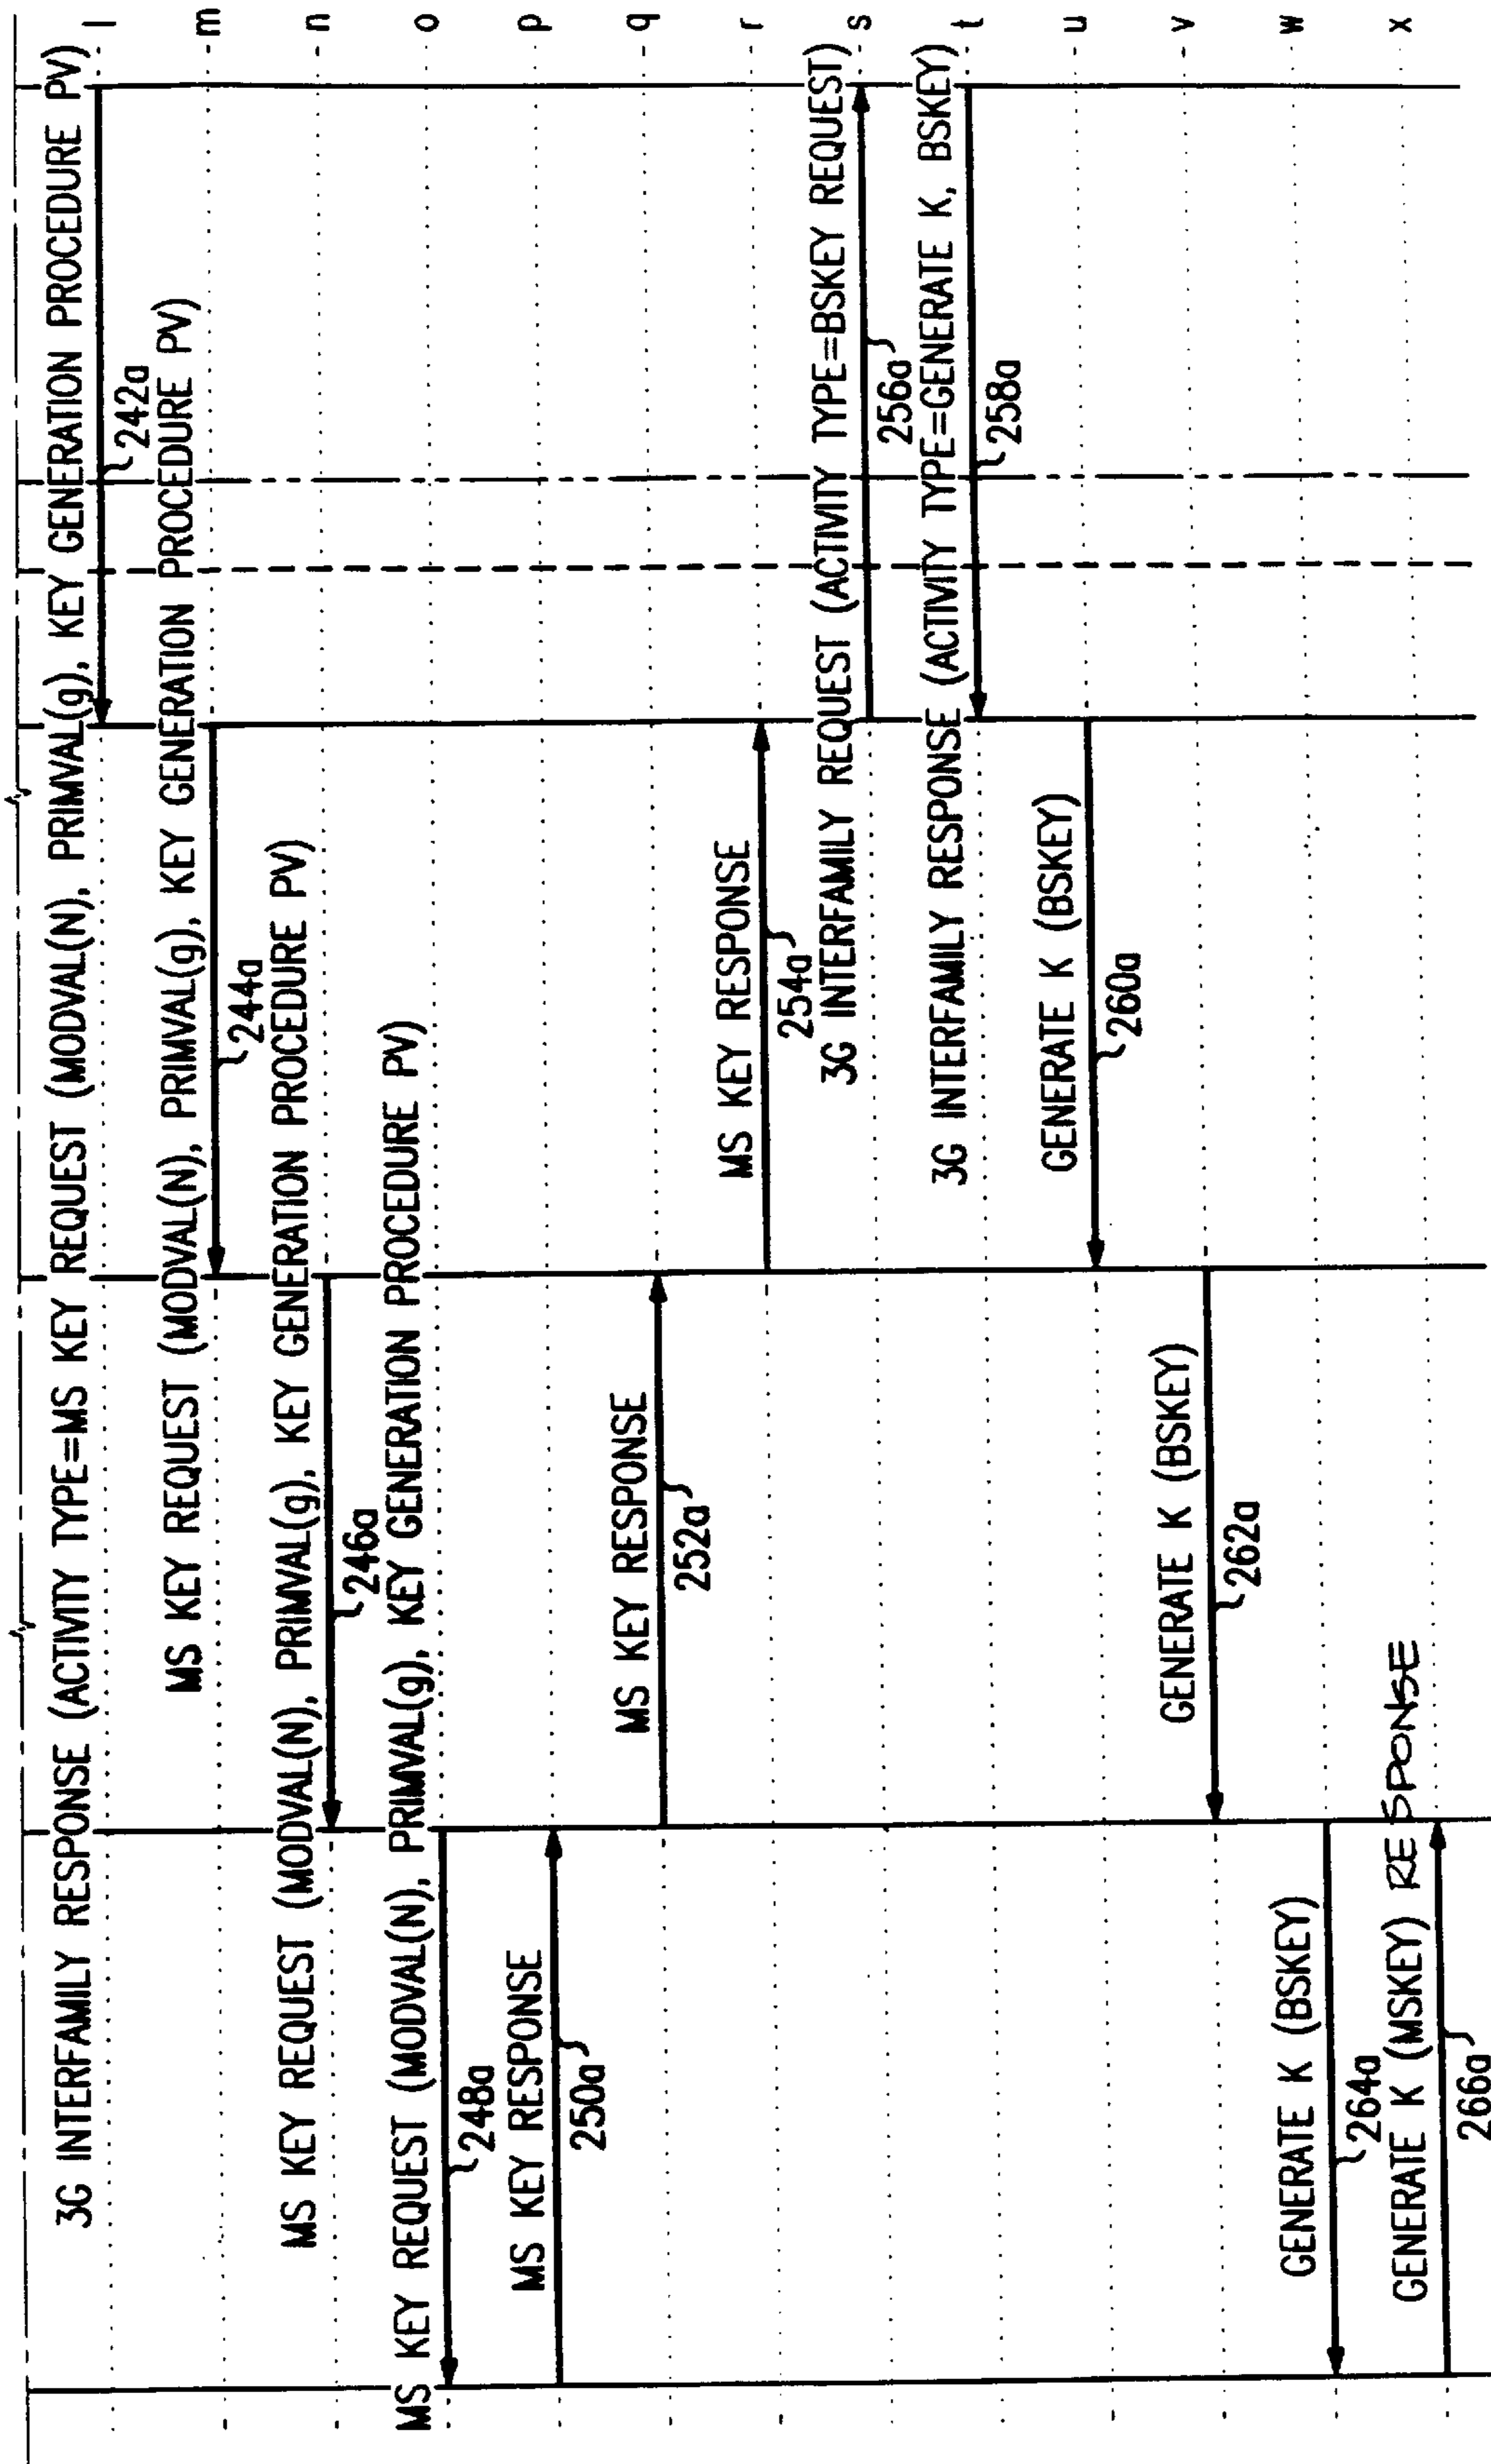 3G INTERFAMILY RESPONSE (ACTIVITY TYPE=MS KEY REQUEST (MODVAL(N), PRIMVAL(g), KEY GENERATION PROCEDURE PV)
l
242a
MS KEY REQUEST (MODVAL(N), PRIMVAL(g), KEY GENERATION PROCEDURE PV)
m
244a
MS KEY REQUEST (MODVAL(N), PRIMVAL(g), KEY GENERATION PROCEDURE PV)
n
246a
MS KEY REQUEST (MODVAL(N), PRIMVAL(g), KEY GENERATION PROCEDURE PV)
o
248a
MS KEY RESPONSE
p
250a
MS KEY RESPONSE
q
252a
MS KEY RESPONSE
r
254a
3G INTERFAMILY REQUEST (ACTIVITY TYPE=BSKEY REQUEST)
s
256a
3G INTERFAMILY RESPONSE (ACTIVITY TYPE=GENERATE K, BSKEY)
t
258a
GENERATE K (BSKEY)
u
260a
GENERATE K (BSKEY)
v
262a
GENERATE K (BSKEY)
w
264a
GENERATE K (MSKEY) RESPONSE
x
266a